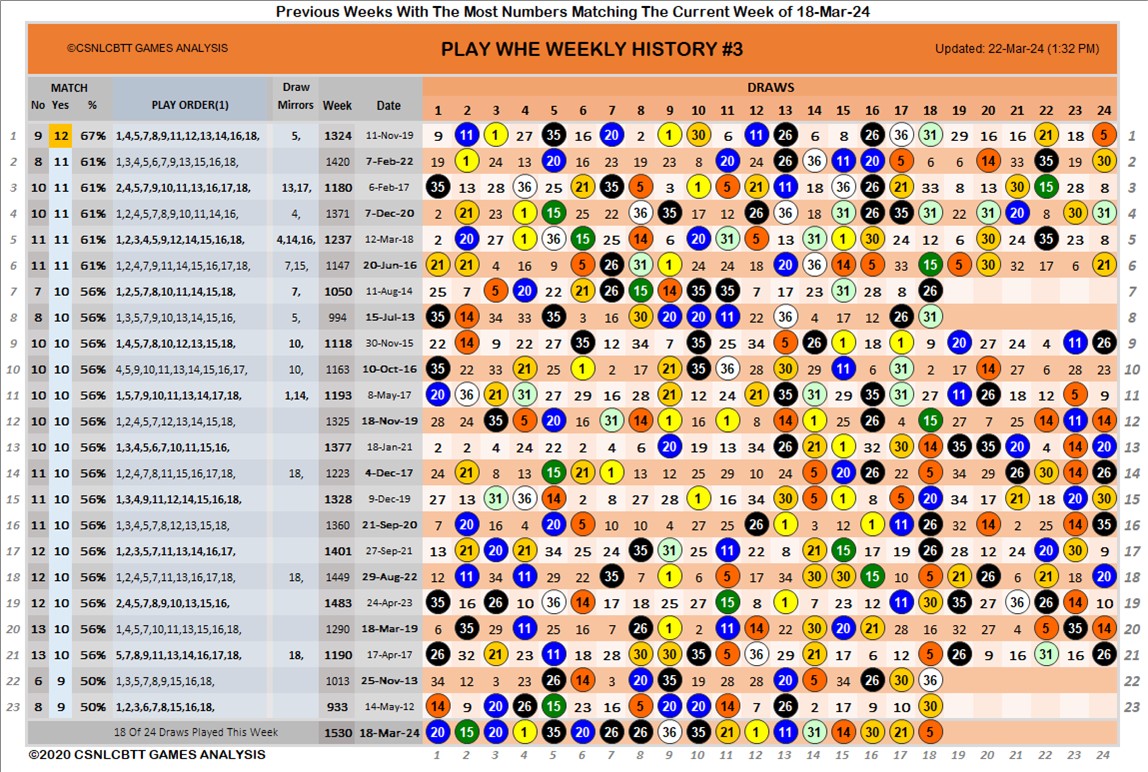 Previous Weeks With The Most Numbers Matching The Current Week of 18-Mar-24
©CSNLCBTT GAMES ANALYSIS PLAY WHE WEEKLY HISTORY #3 Updated: 22-Mar-24 (1:32 PM)
MATCH Draw DRAWS
No Yes % PLAY ORDER(1) Mirrors Week Date 1 2 3 4 5 6 7 8 9 10 11 12 13 14 15 16 17 18 19 20 21 22 23 24
1 9 12 67% 1,4,5,7,8,9,11,12,13,14,16,18, 5, 1324 11-Nov-19 9 11 1 27 35 16 20 2 9 1 30 6 11 26 6 8 26 36 31 29 16 16 21 18 5 1
2 8 11 61% 1,3,4,5,6,7,9,13,15,16,18, 1420 7-Feb-22 19 1 24 13 20 16 23 19 23 8 20 24 26 36 11 20 5 6 6 14 33 35 19 30 2
3 10 11 61% 2,4,5,7,9,10,11,13,16,17,18, 13,17, 1180 6-Feb-17 35 13 28 36 25 21 35 5 3 1 5 21 11 18 36 26 21 33 8 13 30 15 28 8 3
4 10 11 61% 1,2,4,5,7,8,9,10,11,14,16, 4, 1371 7-Dec-20 2 21 23 1 15 25 22 36 35 17 12 26 36 18 31 26 35 31 22 31 20 8 30 31 4
5 11 11 61% 1,2,3,4,5,9,12,14,15,16,18, 4,14,16, 1237 12-Mar-18 2 20 27 1 36 15 25 14 6 20 31 5 13 31 1 30 24 12 6 30 24 35 23 8 5
6 11 11 61% 1,2,4,7,9,11,14,15,16,17,18, 7,15, 1147 20-Jun-16 21 21 4 16 9 5 26 31 1 24 24 18 20 36 14 5 33 15 5 30 32 17 6 21 6
7 11 10 56% 1,2,5,7,8,10,11,13,15,18, 7, 1050 11-Aug-14 25 7 5 20 22 21 26 15 14 35 35 7 17 23 31 28 8 26 7
8 8 10 56% 1,3,5,7,9,10,13,14,15,16, 5, 994 15-Jul-13 35 14 34 33 35 3 16 30 20 20 11 22 36 4 17 12 26 31 8
9 10 10 56% 1,4,5,7,8,10,12,13,15,18, 10, 1118 30-Nov-15 22 14 9 22 27 35 12 34 7 35 33 34 5 26 1 18 1 9 20 27 24 4 11 26 9
10 10 10 56% 4,5,9,10,11,13,14,15,16,17, 10, 1163 10-Oct-16 35 22 33 21 25 1 2 17 21 35 36 28 30 29 11 6 31 2 17 14 27 6 28 23 10
11 10 10 56% 1,5,7,9,10,11,13,14,17,18, 1,14, 1193 8-May-17 20 36 21 31 27 29 16 28 21 12 24 21 35 31 29 35 31 27 11 26 18 12 5 9 11
12 10 10 56% 1,2,4,5,7,12,13,14,15,18, 1325 18-Nov-19 28 24 35 5 20 16 31 14 1 16 1 8 14 1 25 26 4 15 27 7 25 14 11 14 12
13 10 10 56% 1,3,4,5,6,7,10,11,15,16, 1377 18-Jan-21 2 2 4 24 22 2 4 6 20 19 13 34 26 21 1 32 30 14 35 35 20 4 14 20 13
14 11 10 56% 1,2,4,7,8,11,15,16,17,18, 18, 1223 4-Dec-17 24 21 8 13 15 21 1 13 12 25 29 10 24 5 20 26 22 5 34 29 26 30 14 26 14
15 11 10 56% 1,3,4,9,11,12,14,15,16,18, 1328 9-Dec-19 27 13 31 36 14 2 8 27 28 1 16 34 30 5 1 8 5 20 34 17 21 18 20 30 15
16 11 10 56% 1,3,4,5,7,8,12,13,15,18, 1360 21-Sep-20 7 20 16 4 20 5 10 10 4 27 25 26 1 3 12 1 11 26 32 14 2 25 14 35 16
17 12 10 56% 1,2,3,5,7,11,13,14,16,17, 1401 27-Sep-21 13 21 20 21 34 25 24 35 31 25 11 22 8 21 15 17 19 26 28 12 24 20 30 9 17
18 12 10 56% 1,2,4,5,7,11,13,16,17,18, 18, 1449 29-Aug-22 12 11 34 11 29 22 35 7 1 6 5 17 34 30 30 15 10 5 21 26 6 21 18 20 18
19 12 10 56% 2,4,5,7,8,9,10,13,15,16, 1483 24-Apr-23 35 16 26 10 36 14 17 18 25 27 15 8 1 7 23 12 11 30 35 27 36 26 14 10 19
20 13 10 56% 1,4,5,7,10,11,13,15,16,18, 1290 18-Mar-19 6 35 29 11 25 16 7 26 1 2 11 14 22 30 20 21 28 16 32 27 4 5 35 14 20
21 13 10 56% 5,7,8,9,11,13,14,16,17,18, 18, 1190 17-Apr-17 26 32 21 23 11 18 28 30 30 35 5 36 29 21 17 6 12 5 26 9 16 31 16 26 21
22 6 9 50% 1,3,5,7,8,9,15,16,18, 1013 25-Nov-13 34 12 3 23 26 14 3 20 35 19 28 28 20 14 5 34 26 30 36 22
23 8 9 50% 1,2,3,6,7,8,15,16,18, 933 14-May-12 14 9 20 26 15 23 16 5 20 20 14 7 26 2 17 9 10 30 23
18 Of 24 Draws Played This Week 1530 18-Mar-24 20 15 20 1 35 20 26 26 36 35 21 1 11 31 14 30 21 5
©2020 CSNLCBTT GAMES ANALYSIS 1 2 3 4 5 6 7 8 9 10 11 12 13 14 15 16 17 18 19 20 21 22 23 24